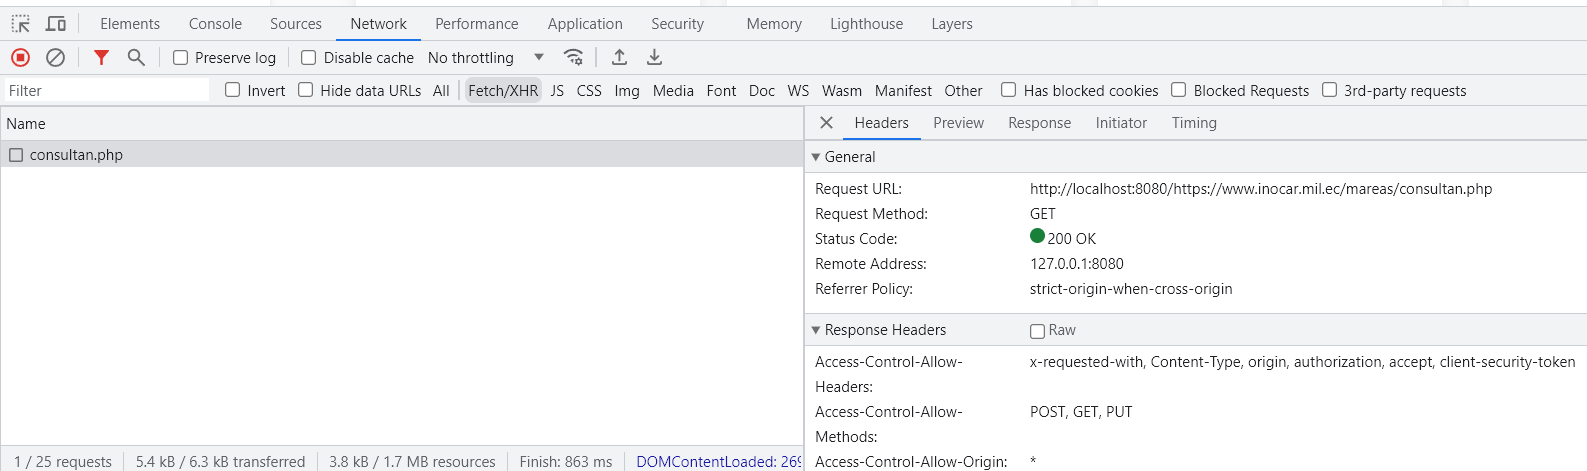 Elements Console Sources Network Performance Application Security Memory Lighthouse Layers
Preserve log Disable cache No throttling
Filter Invert Hide data URLs All Fetch/XHR JS CSS Img Media Font Doc WS Wasm Manifest Other Has blocked cookies Blocked Requests 3rd-party requests
Name
consultan.php
1 / 25 requests 5.4 kB / 6.3 kB transferred 3.8 kB / 1.7 MB resources Finish: 863 ms DOMContentLoaded: 269
Headers Preview Response Initiator Timing
General
Request URL: http://localhost:8080/https://www.inocar.mil.ec/mareas/consultan.php
Request Method: GET
Status Code: 200 OK
Remote Address: 127.0.0.1:8080
Referrer Policy: strict-origin-when-cross-origin
Response Headers Raw
Access-Control-Allow- x-requested-with, Content-Type, origin, authorization, accept, client-security-token
Headers:
Access-Control-Allow- POST, GET, PUT
Methods:
Access-Control-Allow-Origin: *